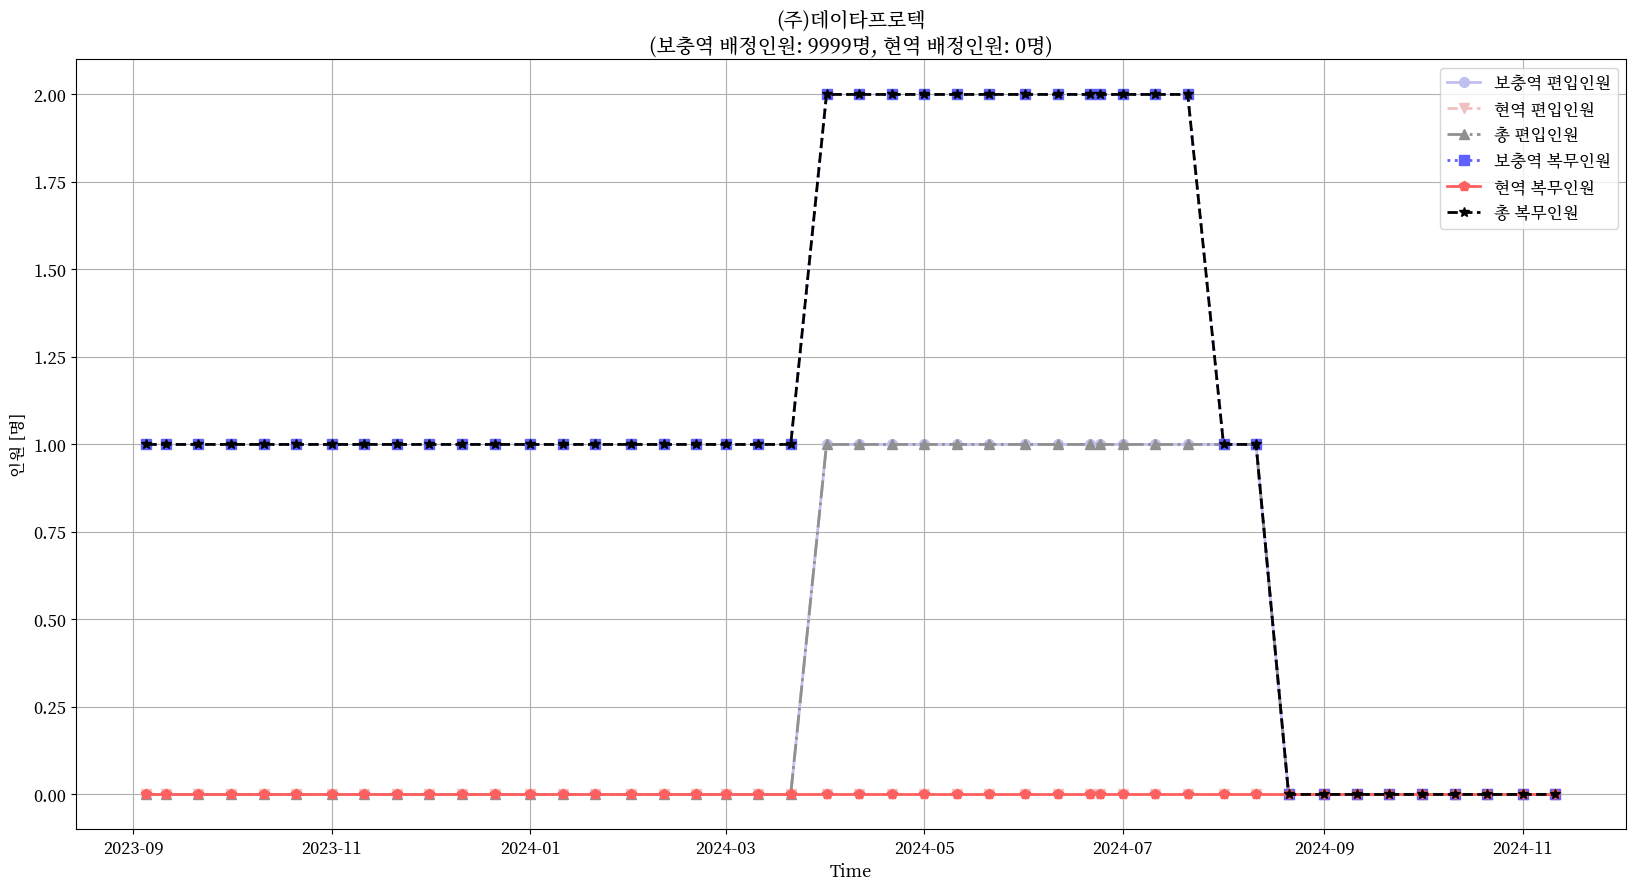 (주)데이타프로텍
(보충역 배정인원: 9999명, 현역 배정인원: 0명)
보충역 편입인원
현역 편입인원
총 편입인원
보충역 복무인원
현역 복무인원
총 복무인원
인원 [명]
2.00
1.75
1.50
1.25
1.00
0.75
0.50
0.25
0.00
2023-09 2023-11 2024-01 2024-03 2024-05 2024-07 2024-09 2024-11
Time